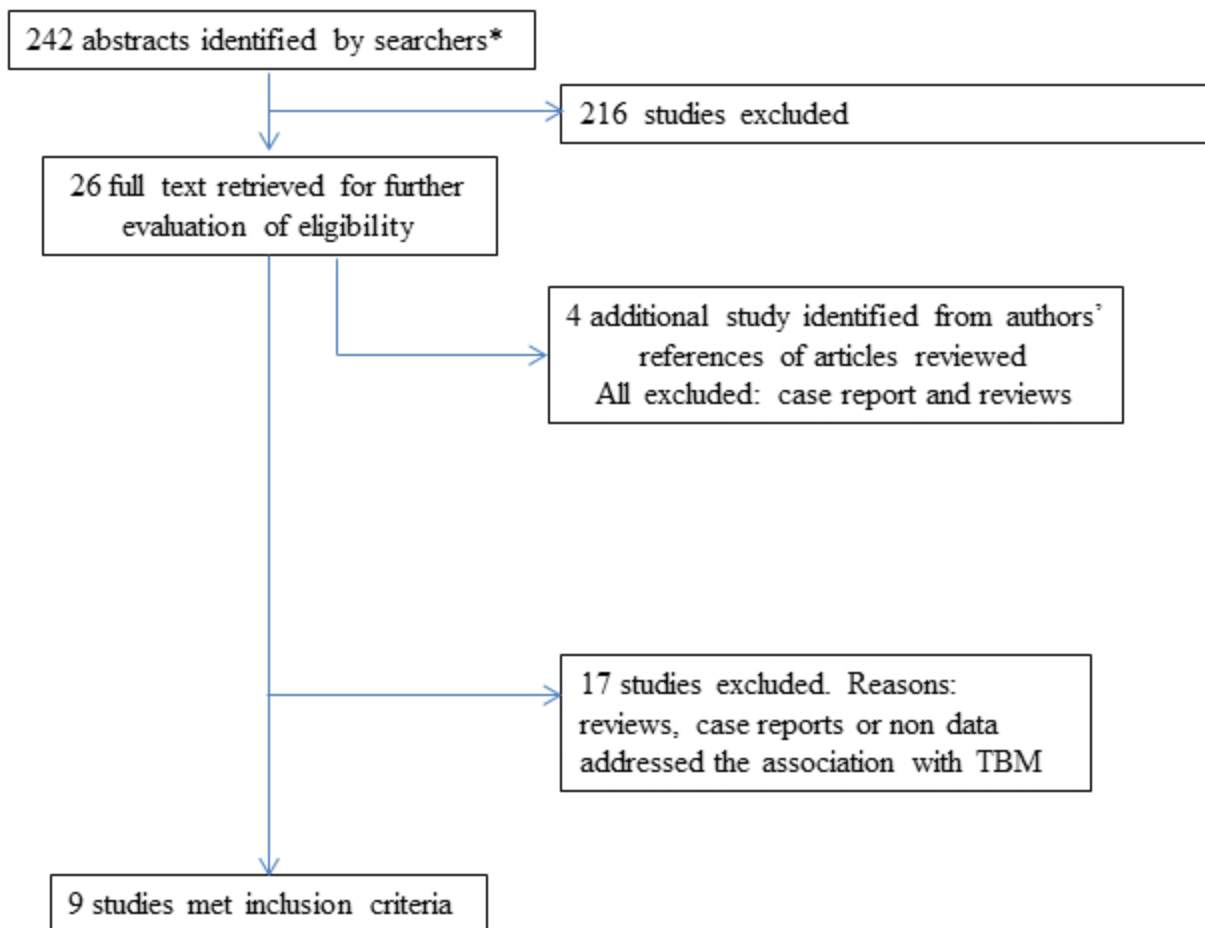 242 abstracts identified by searchers*
216 studies excluded
26 full text retrieved for further
evaluation of eligibility
4 additional study identified from authors’
references of articles reviewed
All excluded: case report and reviews
17 studies excluded. Reasons:
reviews, case reports or non data
addressed the association with TBM
9 studies met inclusion criteria